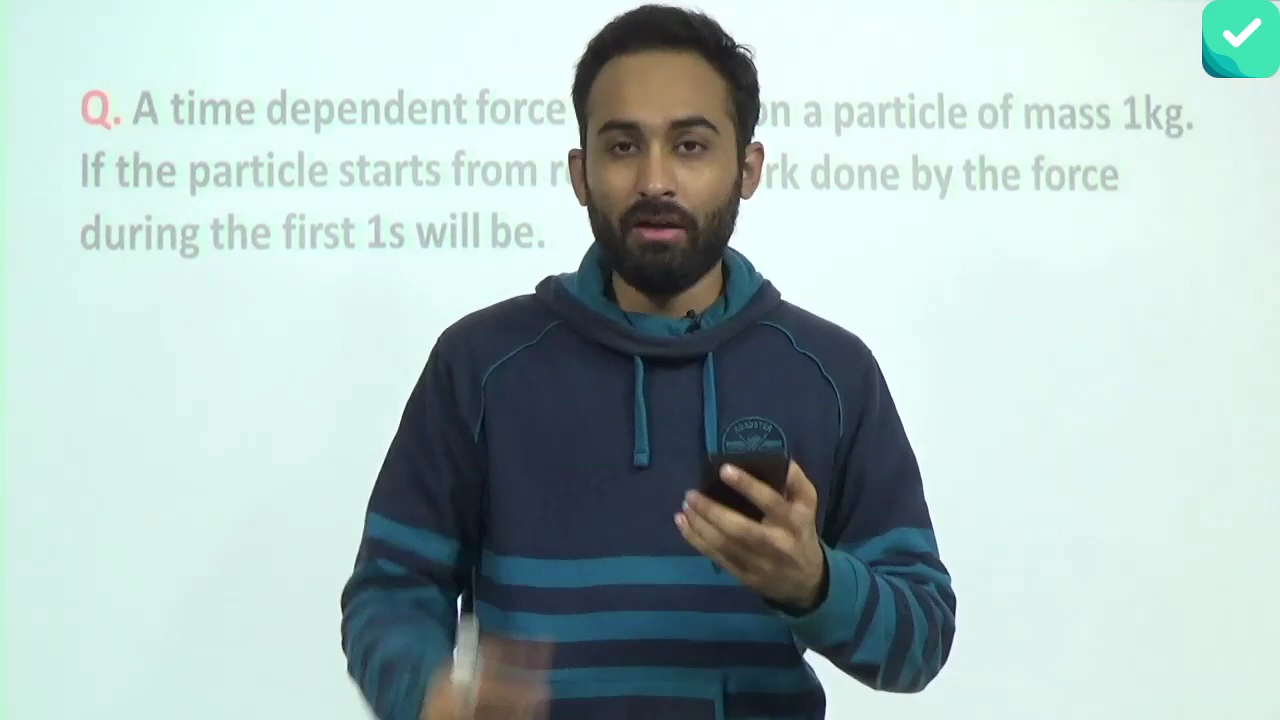 Q. A time dependent force on a particle of mass 1kg.
If the particle starts from done by the force
during the first 1s will be.
ROADSTER